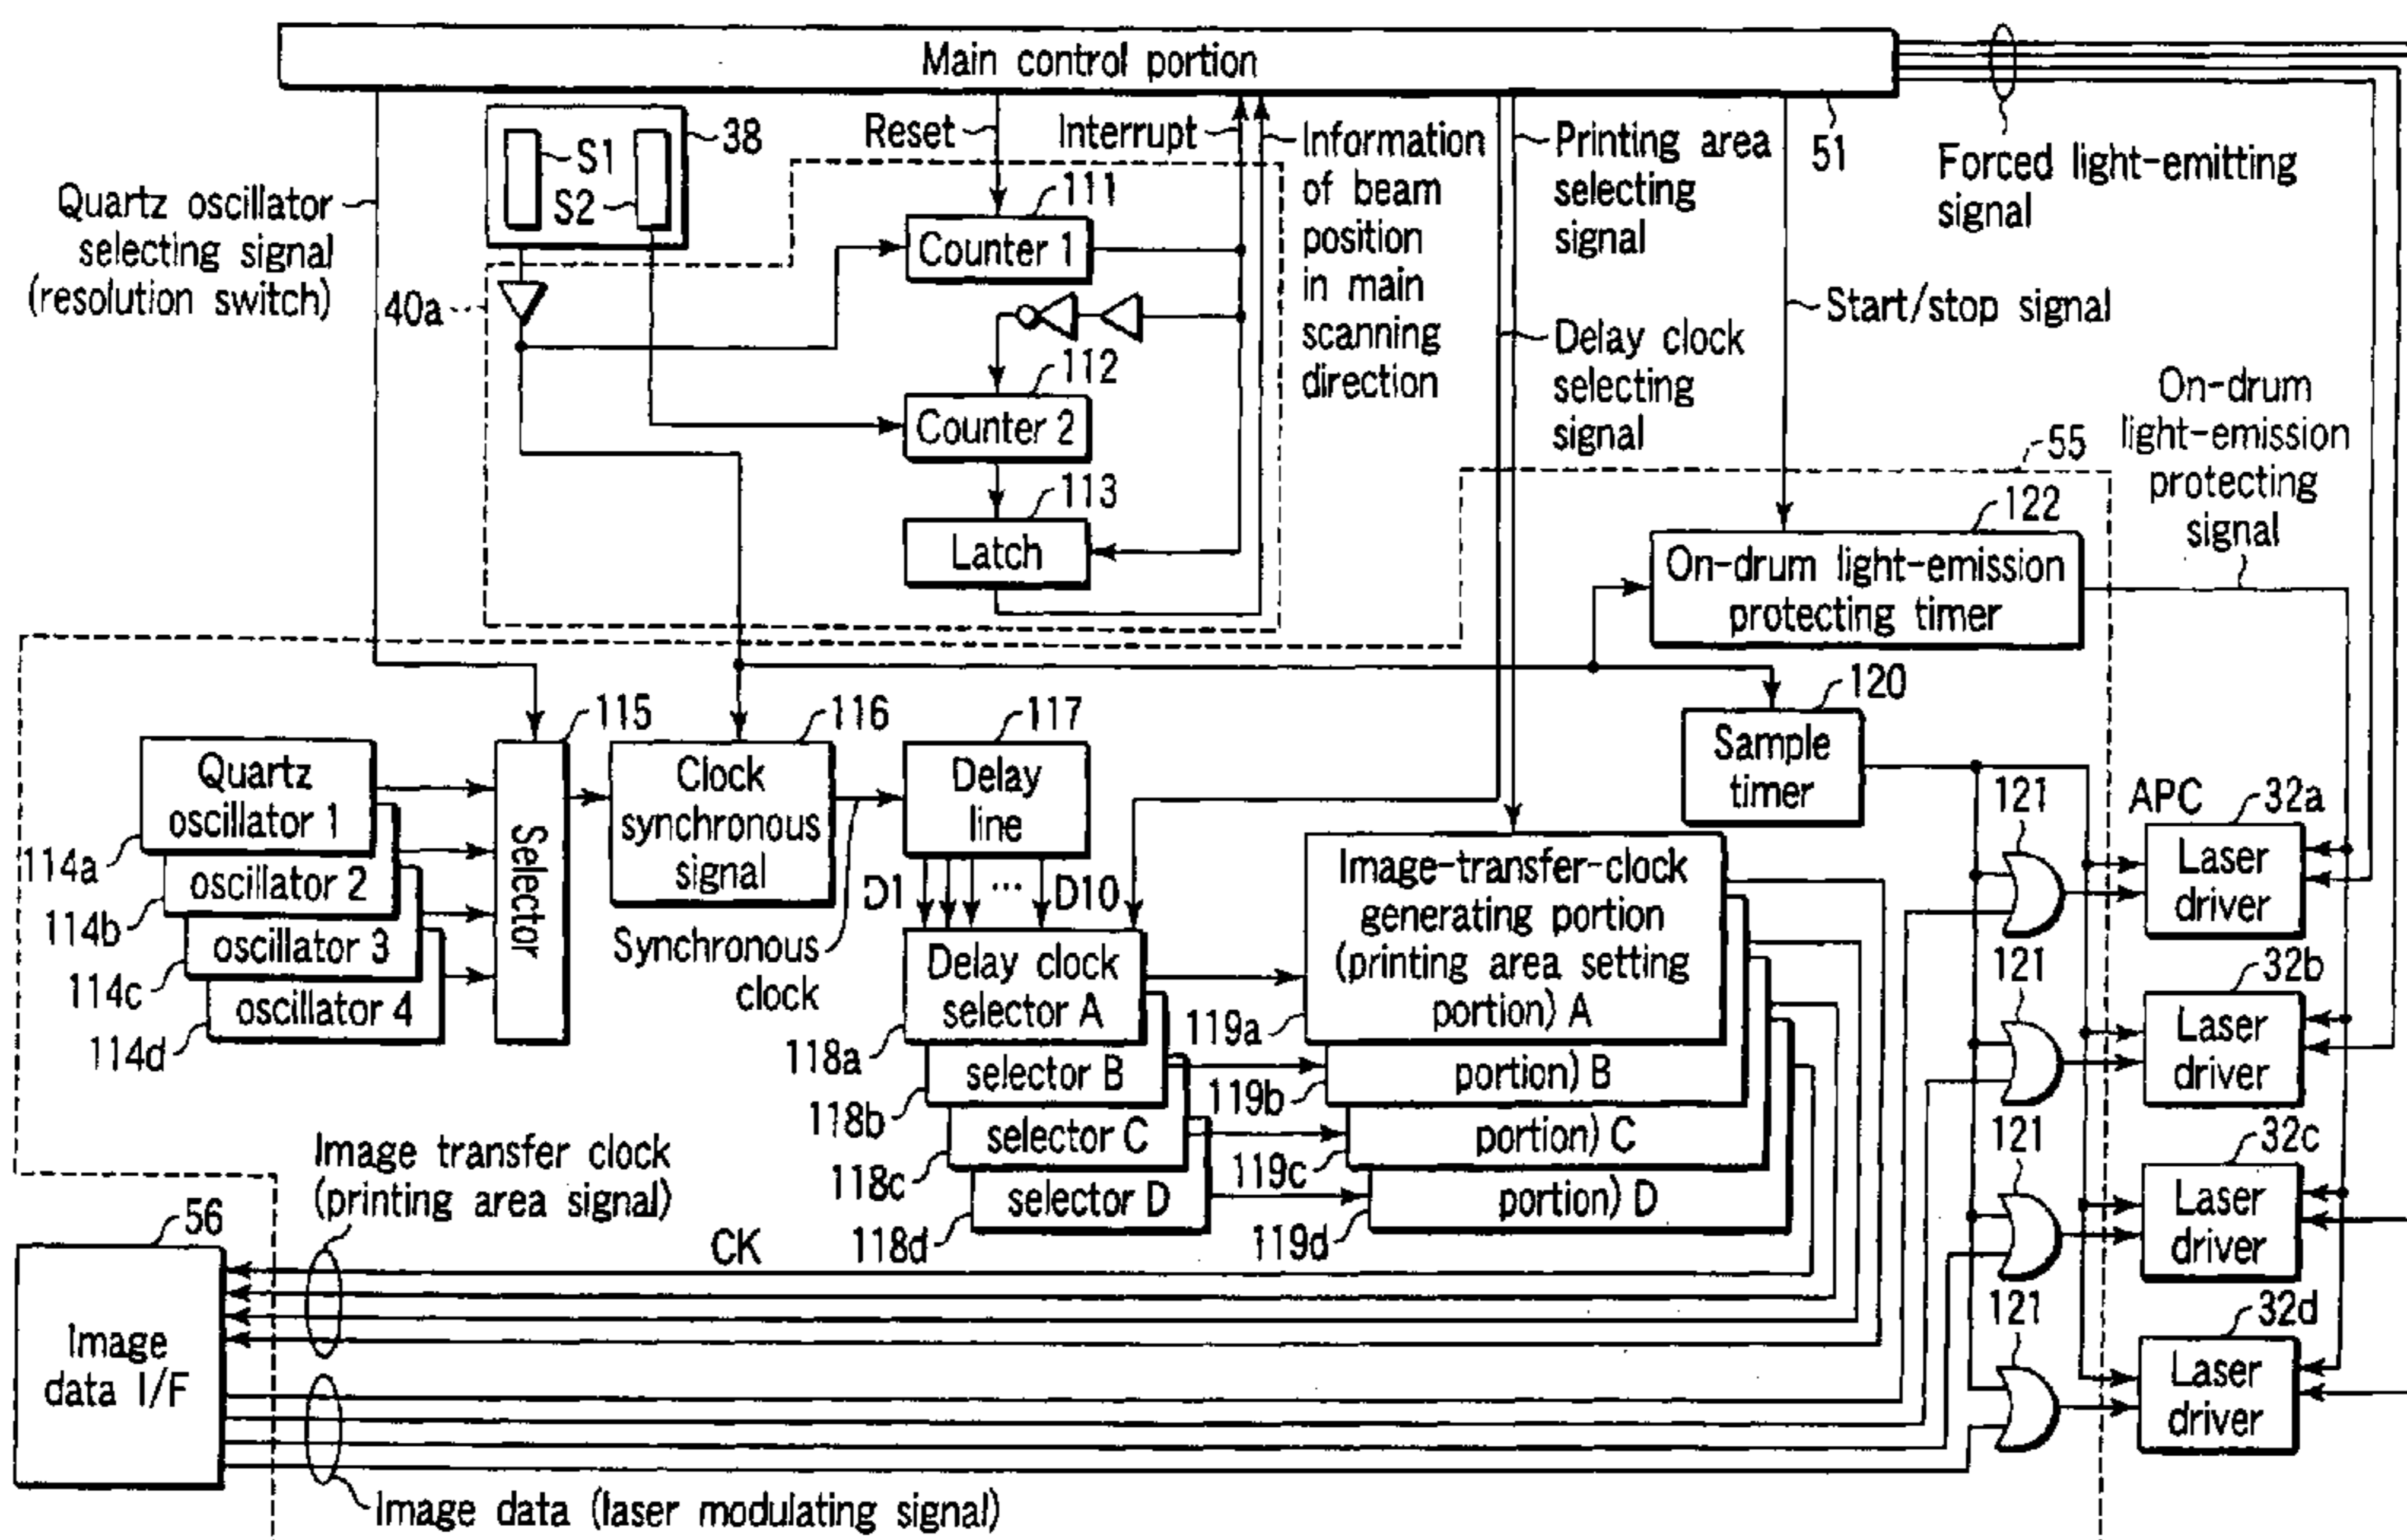 Main control portion
51
Forced light-emitting
signal
38
S1
S2
Reset
Interrupt
Information
of beam
position
in main
scanning
direction
Printing area
selecting
signal
Delay clock
selecting
signal
Start/stop signal
Quartz oscillator
selecting signal
(resolution switch)
40a
111
Counter 1
112
Counter 2
113
Latch
On-drum
light-emission
protecting
signal
55
122
On-drum light-emission
protecting timer
120
Sample
timer
115
Selector
116
Clock
synchronous
signal
117
Delay
line
D1
...
D10
Synchronous
clock
Quartz
oscillator 1
oscillator 2
oscillator 3
oscillator 4
114a
114b
114c
114d
Delay clock
selector A
selector B
selector C
selector D
118a
118b
118c
118d
Image-transfer-clock
generating portion
(printing area setting
portion) A
portion) B
portion) C
portion) D
119a
119b
119c
119d
121
121
121
121
APC
32a
Laser
driver
32b
Laser
driver
32c
Laser
driver
32d
Laser
driver
Image transfer clock
(printing area signal)
CK
56
Image
data I/F
Image data (laser modulating signal)